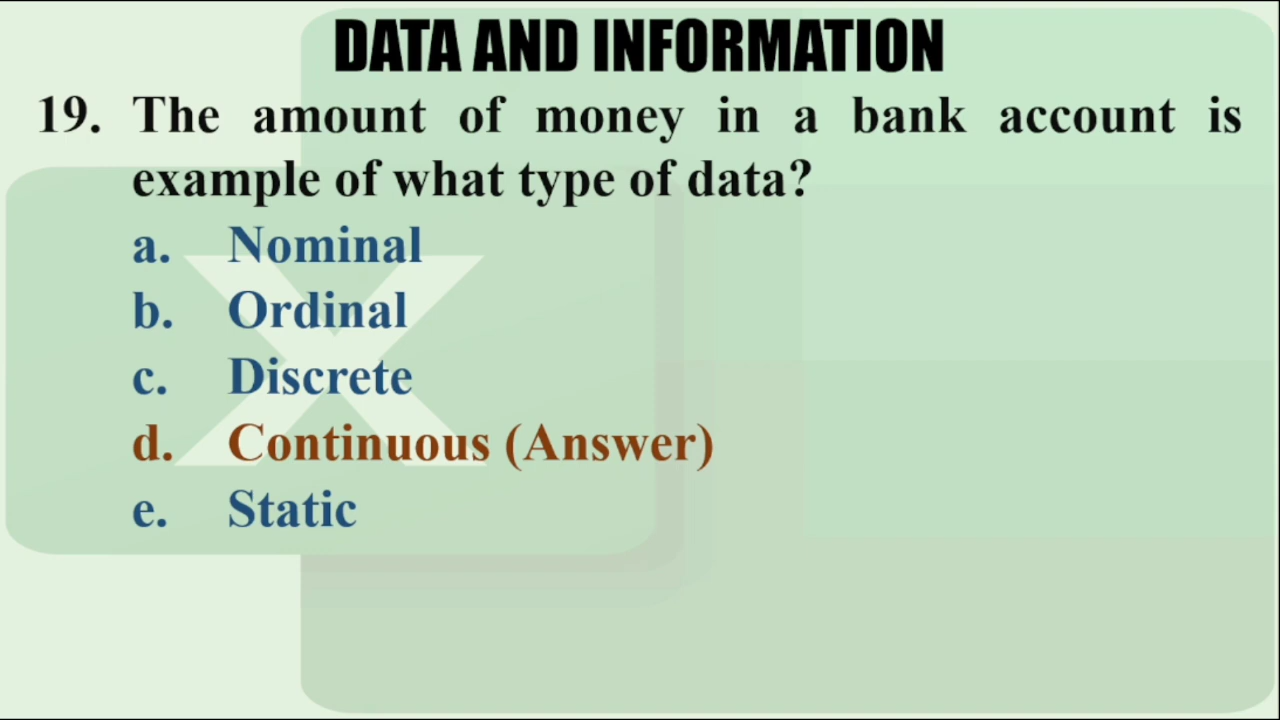 DATA AND INFORMATION
19. The amount of money in a bank account is
example of what type of data?
a. Nominal
b. Ordinal
c. Discrete
d. Continuous (Answer)
e. Static